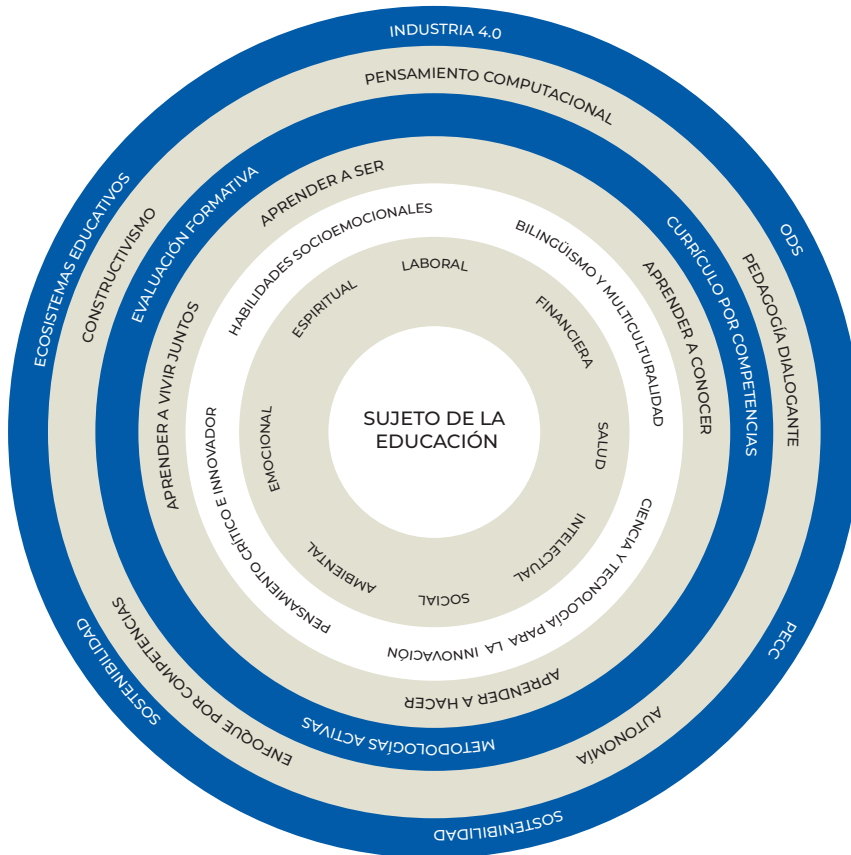 INDUSTRIA 4.0
ODS
PECC
SOSTENIBILIDAD
SOSTENIBILIDAD
ECOSISTEMAS EDUCATIVOS
PENSAMIENTO COMPUTACIONAL
PEDAGOGÍA DIALOGANTE
AUTONOMÍA
ENFOQUE POR COMPETENCIAS
CONSTRUCTIVISMO
CURRÍCULO POR COMPETENCIAS
METODOLOGÍAS ACTIVAS
EVALUACIÓN FORMATIVA
APRENDER A SER
APRENDER A CONOCER
APRENDER A HACER
APRENDER A VIVIR JUNTOS
HABILIDADES SOCIOEMOCIONALES
BILINGÜISMO Y MULTICULTURALIDAD
CIENCIA Y TECNOLOGÍA PARA LA INNOVACIÓN
PENSAMIENTO CRÍTICO E INNOVADOR
LABORAL
FINANCIERA
SALUD
INTELECTUAL
SOCIAL
AMBIENTAL
EMOCIONAL
ESPIRITUAL
SUJETO DE LA
EDUCACIÓN